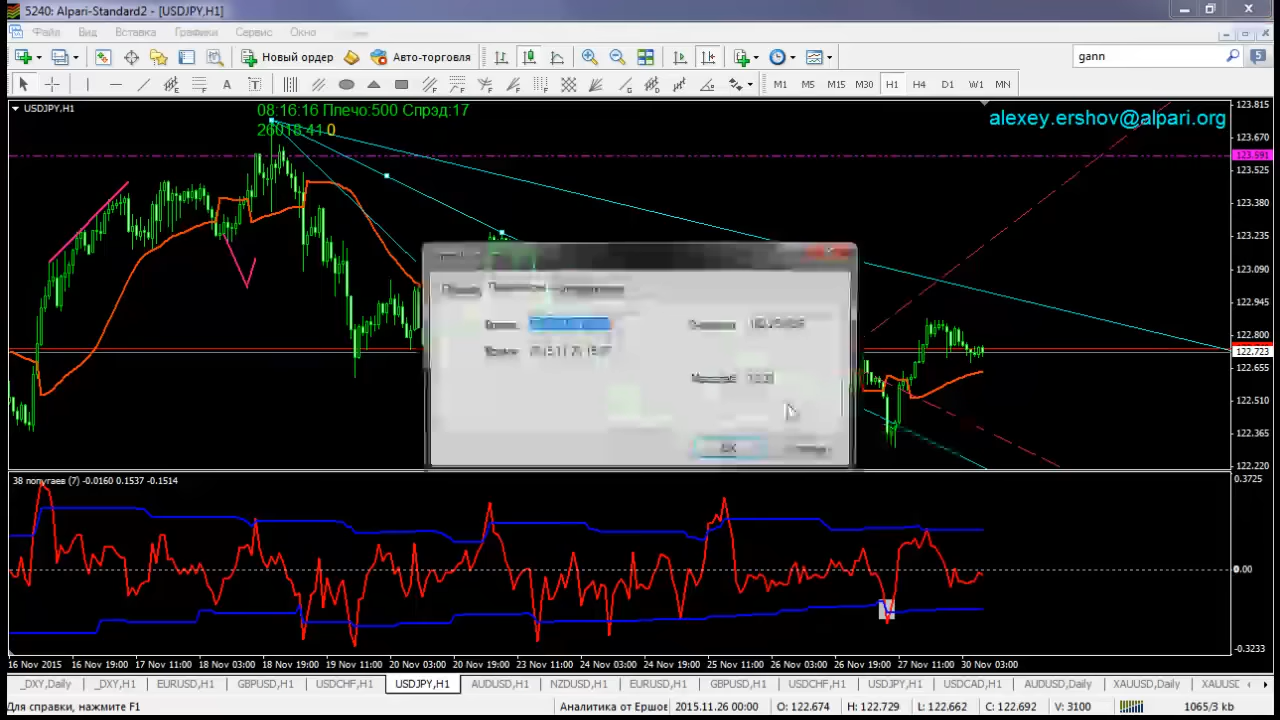 5240: Alpari-Standard2 - [USDJPY,H1]
Файл Вид Вставка Графики Сервис Окно
Новый ордер Авто-торговля gann 5
A T M1 M5 M15 M30 H1 H4 D1 W1 MN
USDJPY,H1
08:16:16 Плечо:500 Спрэд:17
26018 41 0
alexey.ershov@alpari.org
123.815
123.670
123.591
123.525
123.380
123.235
123.090
122.945
122.800
122.723
122.655
122.510
122.365
122.220
OK
38 попугаев (7) -0.0160 0.1537 -0.1514
0.3725
0.00
-0.3233
16 Nov 2015 16 Nov 19:00 17 Nov 11:00 18 Nov 03:00 18 Nov 19:00 19 Nov 11:00 20 Nov 03:00 20 Nov 19:00 23 Nov 11:00 24 Nov 03:00 24 Nov 19:00 25 Nov 11:00 26 Nov 03:00 26 Nov 19:00 27 Nov 11:00 30 Nov 03:00
_DXY,Daily _DXY,H1 EURUSD,H1 GBPUSD,H1 USDCHF,H1 USDJPY,H1 AUDUSD,H1 NZDUSD,H1 EURUSD,H1 GBPUSD,H1 USDCHF,H1 USDJPY,H1 USDCAD,H1 AUDUSD,Daily XAUUSD,Daily XAUUSD
Для справки, нажмите F1 Аналитика от Ершов 2015.11.26 00:00 O: 122.674 H: 122.729 L: 122.662 C: 122.692 V: 3100 1065/3 kb